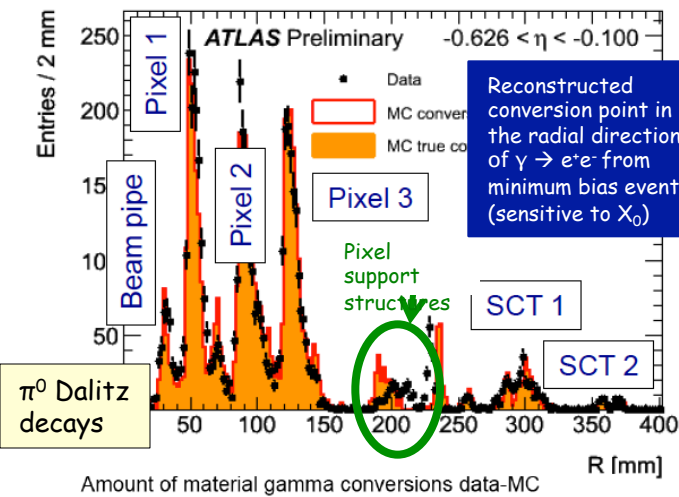 Entries / 2 mm
250
200
15
10
50
ATLAS Preliminary
-0.626 < η < -0.100
Data
MC conver
MC true co
Reconstructed
conversion point in
the radial direction
of γ → e+e- from
minimum bias event
(sensitive to X₀)
Pixel 1
Beam pipe
Pixel 2
Pixel 3
Pixel
support
structures
SCT 1
SCT 2
π⁰ Dalitz
decays
50 100 150 200 250 300 350 400
R [mm]
Amount of material gamma conversions data-MC